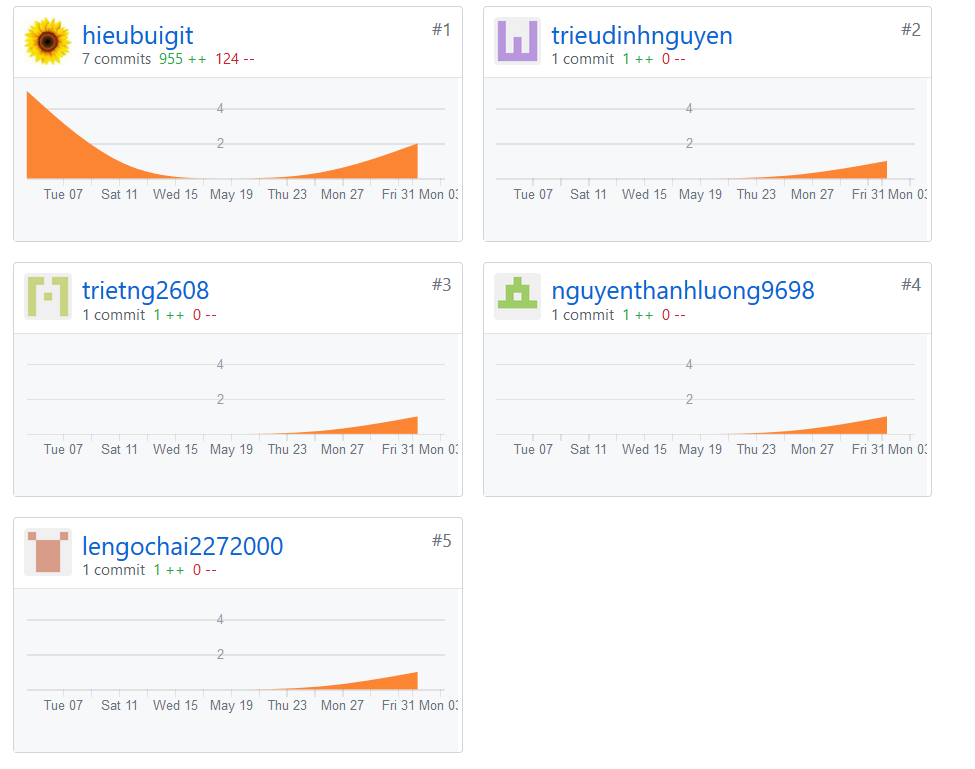 hieubuigit #1
7 commits 955 ++ 124 --
4
2
Tue 07 Sat 11 Wed 15 May 19 Thu 23 Mon 27 Fri 31 Mon 03
trieudinhnguyen #2
1 commit 1 ++ 0 --
4
2
Tue 07 Sat 11 Wed 15 May 19 Thu 23 Mon 27 Fri 31 Mon 03
trietng2608 #3
1 commit 1 ++ 0 --
4
2
Tue 07 Sat 11 Wed 15 May 19 Thu 23 Mon 27 Fri 31 Mon 03
nguyenthanhluong9698 #4
1 commit 1 ++ 0 --
4
2
Tue 07 Sat 11 Wed 15 May 19 Thu 23 Mon 27 Fri 31 Mon 03
lengochai2272000 #5
1 commit 1 ++ 0 --
4
2
Tue 07 Sat 11 Wed 15 May 19 Thu 23 Mon 27 Fri 31 Mon 03